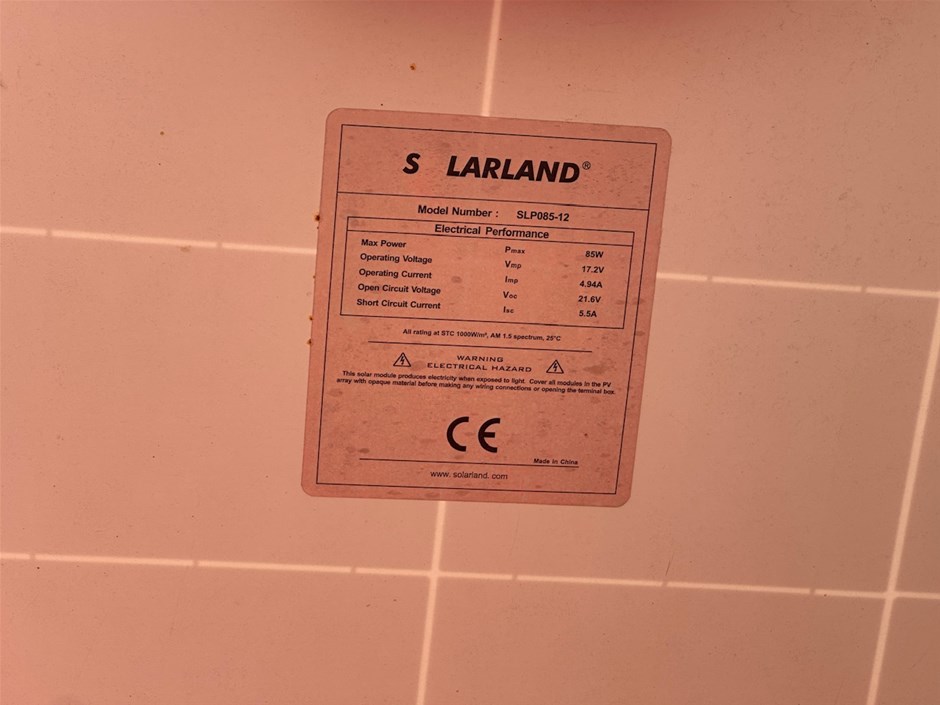 S LARLAND®
Model Number : SLP085-12
Electrical Performance
Max Power Pmax 85W
Operating Voltage Vmp 17.2V
Operating Current Imp 4.94A
Open Circuit Voltage Voc 21.6V
Short Circuit Current Isc 5.5A
All rating at STC 1000W/m², AM 1.5 spectrum, 25°C
WARNING
ELECTRICAL HAZARD
This solar module produces electricity when exposed to light. Cover all modules in the PV
array with opaque material before making any wiring connections or opening the terminal box.
CE
Made in China
www. solarland. com